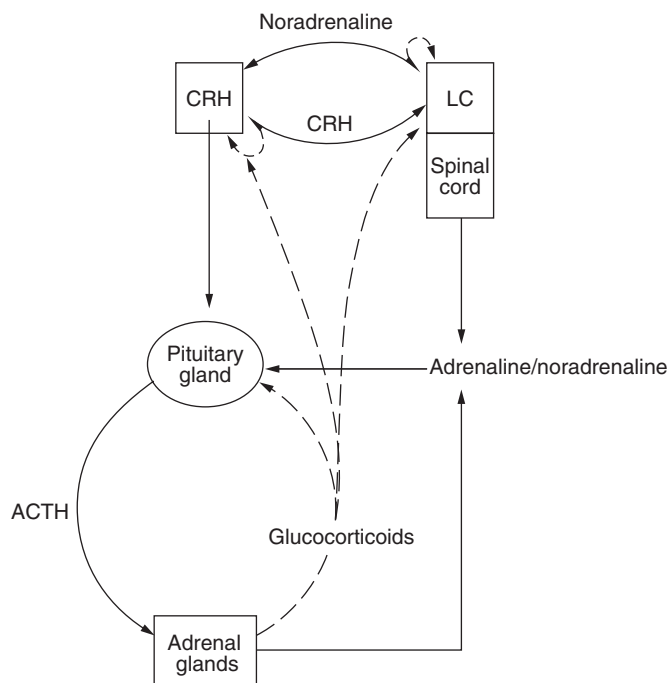 Noradrenaline
CRH
LC
CRH
Spinal
cord
Pituitary
gland
Adrenaline/noradrenaline
ACTH
Glucocorticoids
Adrenal
glands